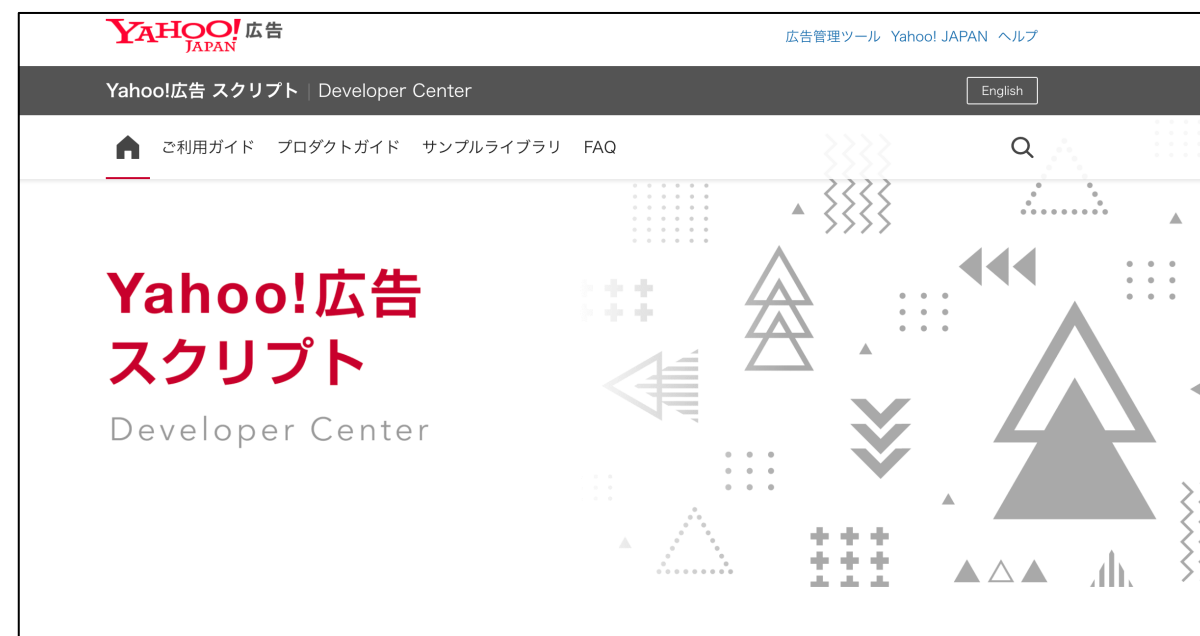 YAHOO! JAPAN 広告
広告管理ツール Yahoo! JAPAN ヘルプ
Yahoo!広告 スクリプト | Developer Center
English
ご利用ガイド プロダクトガイド サンプルライブラリ FAQ
Yahoo!広告
スクリプト
Developer Center